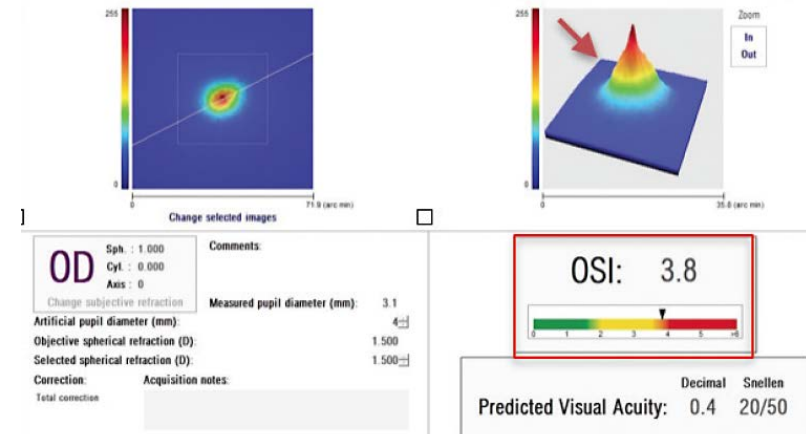 255
0
0
71.9 (arc min)
Change selected images
255
0
0
35.8 (arc min)
Zoom
In
Out
OD
Sph. : 1.000
Cyl. : 0.000
Axis : 0
Change subjective refraction
Comments:
Measured pupil diameter (mm): 3.1
Artificial pupil diameter (mm): 4
Objective spherical refraction (D): 1.500
Selected spherical refraction (D): 1.500
Correction: Acquisition notes:
Total correction
OSI: 3.8
0 1 2 3 4 5 >6
Decimal Snellen
Predicted Visual Acuity: 0.4 20/50